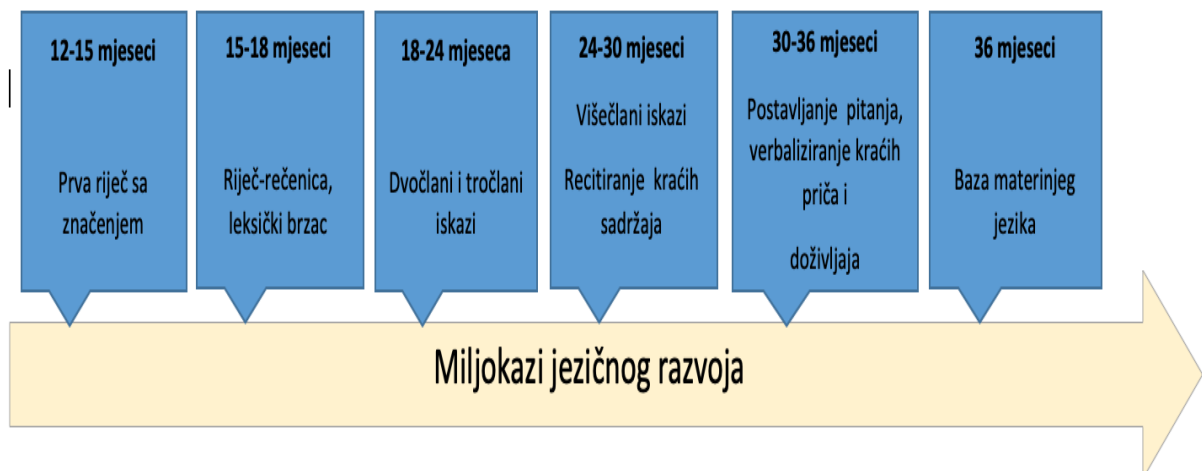 12-15 mjeseci
Prva riječ sa
značenjem
15-18 mjeseci
Riječ-rečenica,
leksički brzac
18-24 mjeseca
Dvočlani i tročlani
iskazi
24-30 mjeseci
Višečlani iskazi
Recitiranje kraćih
sadržaja
30-36 mjeseci
Postavljanje pitanja,
verbaliziranje kraćih
priča i
doživljaja
36 mjeseci
Baza materinjeg
jezika
Miljokazi jezičnog razvoja